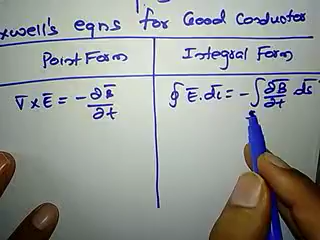 xwell's eqns for Good Conductor
Point Form
Integral Form
∇̅ x E̅ = - ∂B̅/∂t
∮ E̅. dl̅ = - ∫ ∂B̅/∂t ds̅